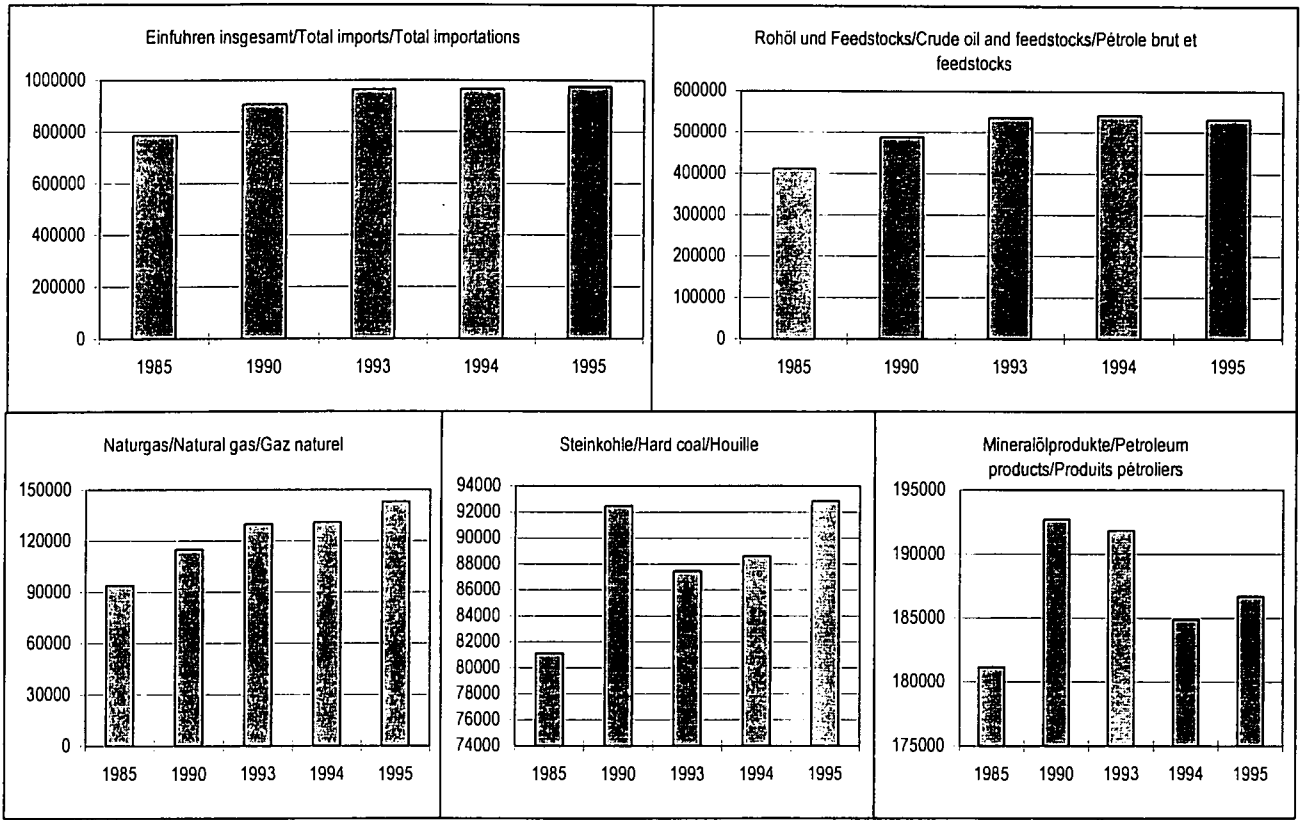 Einfuhren insgesamt/Total imports/Total importations
1000000
800000
600000
400000
200000
0
1985 1990 1993 1994 1995
Rohöl und Feedstocks/Crude oil and feedstocks/Pétrole brut et
feedstocks
600000
500000
400000
300000
200000
100000
0
1985 1990 1993 1994 1995
Naturgas/Natural gas/Gaz naturel
150000
120000
90000
60000
30000
0
1985 1990 1993 1994 1995
Steinkohle/Hard coal/Houille
94000
92000
90000
88000
86000
84000
82000
80000
78000
76000
74000
1985 1990 1993 1994 1995
Mineralölprodukte/Petroleum
products/Produits pétroliers
195000
190000
185000
180000
175000
1985 1990 1993 1994 1995